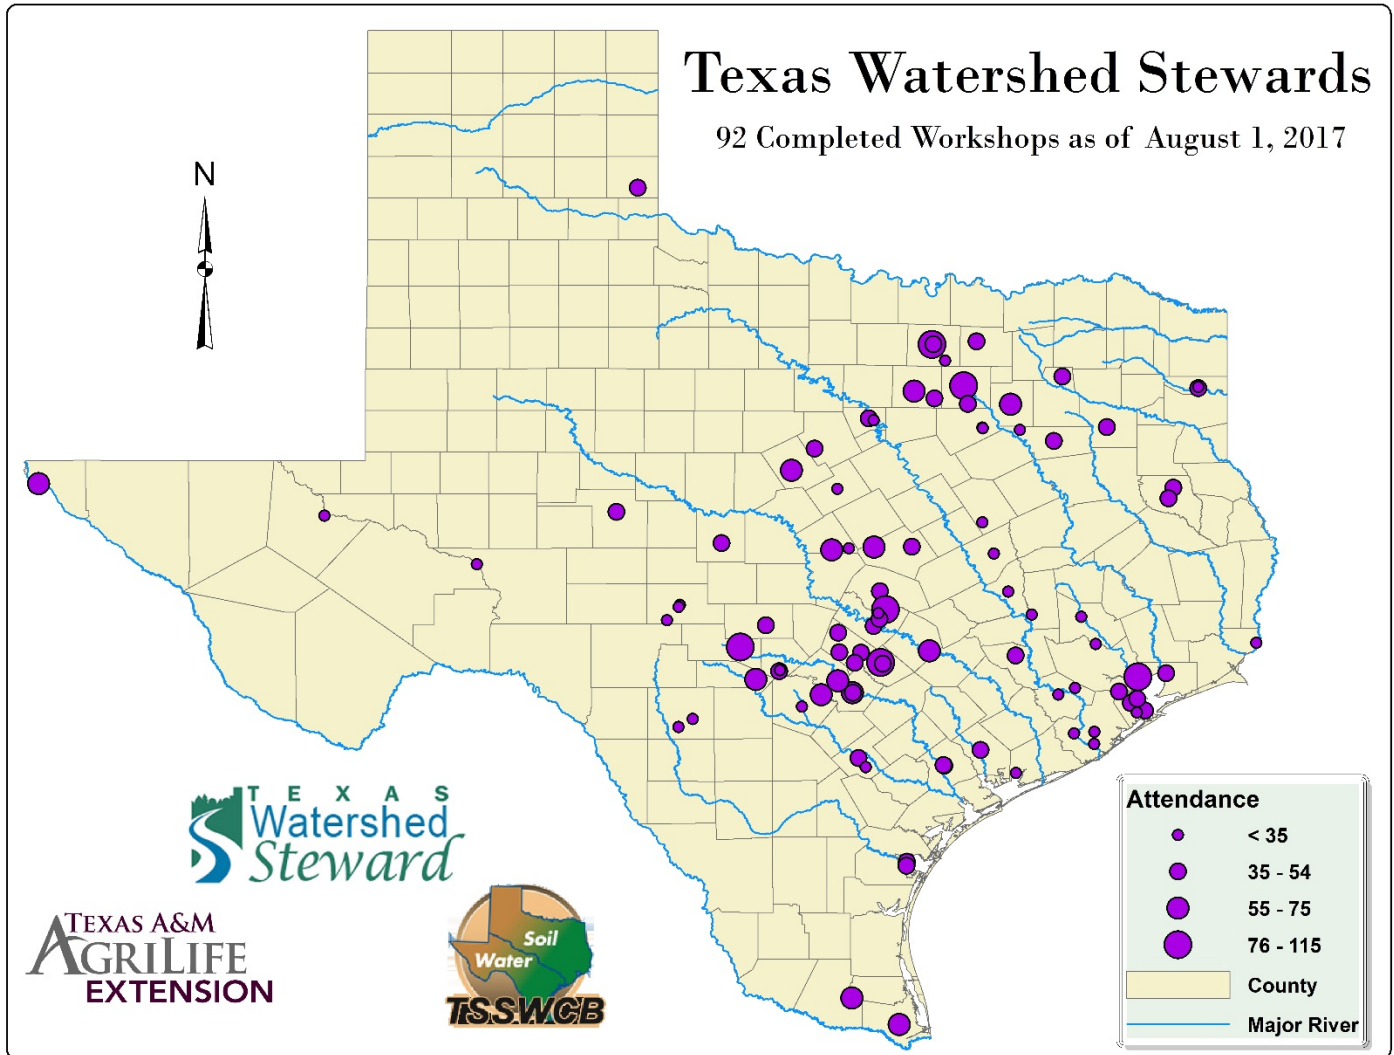 Texas Watershed Stewards
92 Completed Workshops as of August 1, 2017
N
TEXAS
Watershed
Steward
TEXAS A&M
AGRILIFE
EXTENSION
Soil
Water
TSSWCB
Attendance
< 35
35 - 54
55 - 75
76 - 115
County
Major River